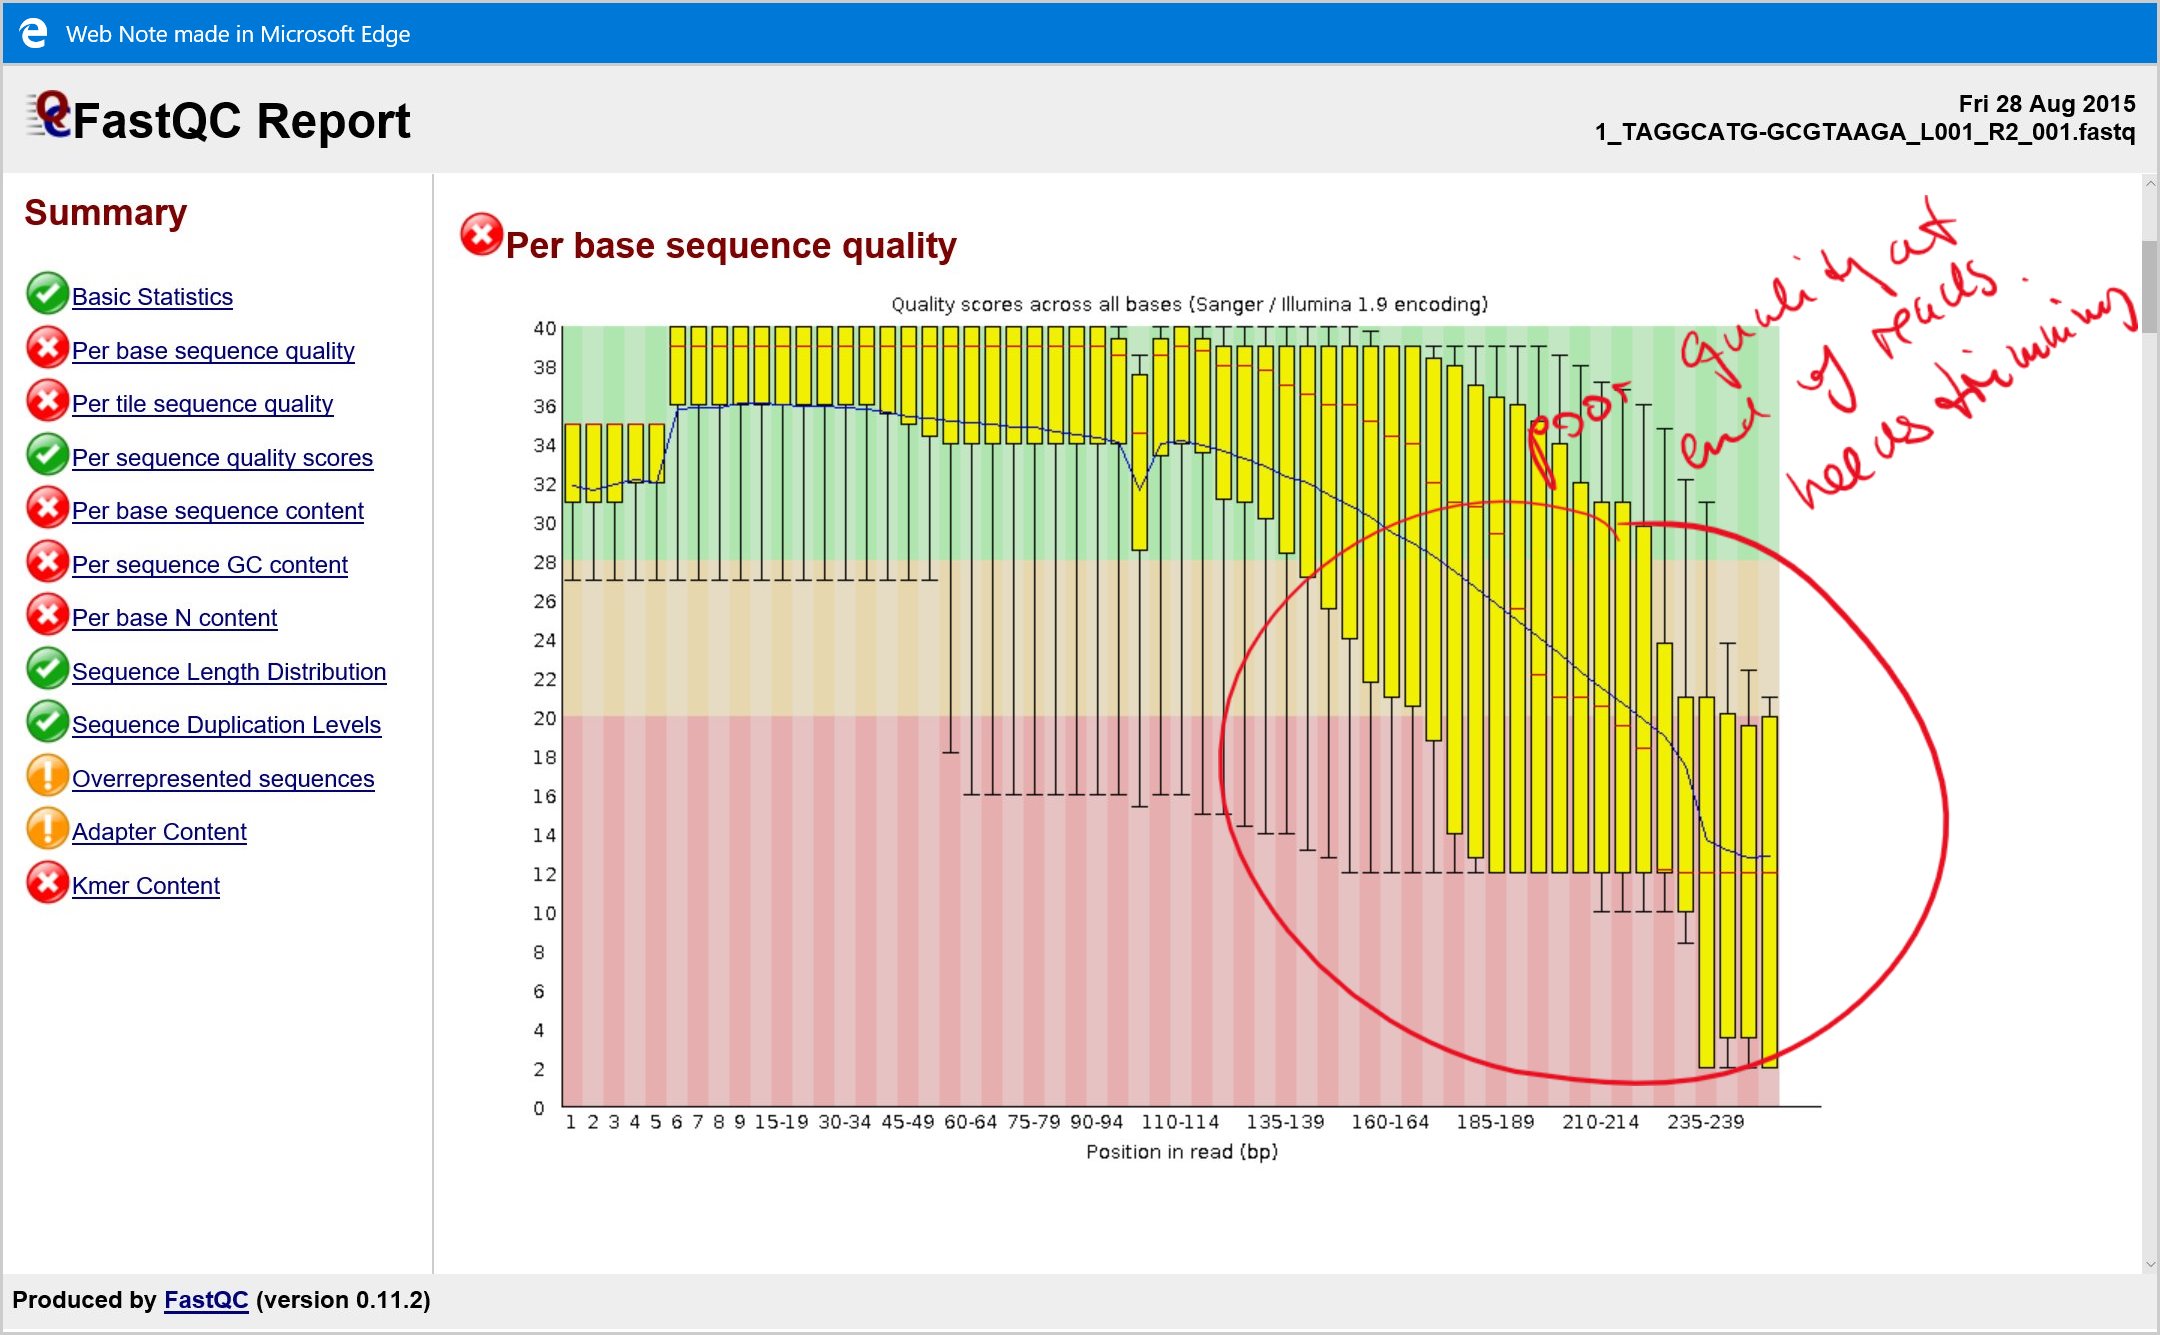 Web Note made in Microsoft Edge
FastQC Report
Fri 28 Aug 2015
1_TAGGCATG-GCGTAAGA_L001_R2_001.fastq
Summary
Basic Statistics
Per base sequence quality
Per tile sequence quality
Per sequence quality scores
Per base sequence content
Per sequence GC content
Per base N content
Sequence Length Distribution
Sequence Duplication Levels
Overrepresented sequences
Adapter Content
Kmer Content
Per base sequence quality
Quality scores across all bases (Sanger / Illumina 1.9 encoding)
40
38
36
34
32
30
28
26
24
22
20
18
16
14
12
10
8
6
4
2
0
1 2 3 4 5 6 7 8 9 15-19 30-34 45-49 60-64 75-79 90-94 110-114 135-139 160-164 185-189 210-214 235-239
Position in read (bp)
poor quality at
end of reads.
needs trimming
Produced by FastQC (version 0.11.2)